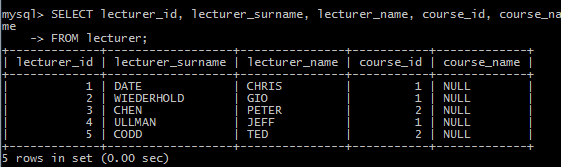 mysql> SELECT lecturer_id, lecturer_surname, lecturer_name, course_id, course_na
me
    -> FROM lecturer;
+-------------+------------------+---------------+-----------+-------------+
| lecturer_id | lecturer_surname | lecturer_name | course_id | course_name |
+-------------+------------------+---------------+-----------+-------------+
|           1 | DATE             | CHRIS         |         1 | NULL        |
|           2 | WIEDERHOLD       | GIO           |         1 | NULL        |
|           3 | CHEN             | PETER         |         2 | NULL        |
|           4 | ULLMAN           | JEFF          |         1 | NULL        |
|           5 | CODD             | TED           |         2 | NULL        |
+-------------+------------------+---------------+-----------+-------------+
5 rows in set (0.00 sec)